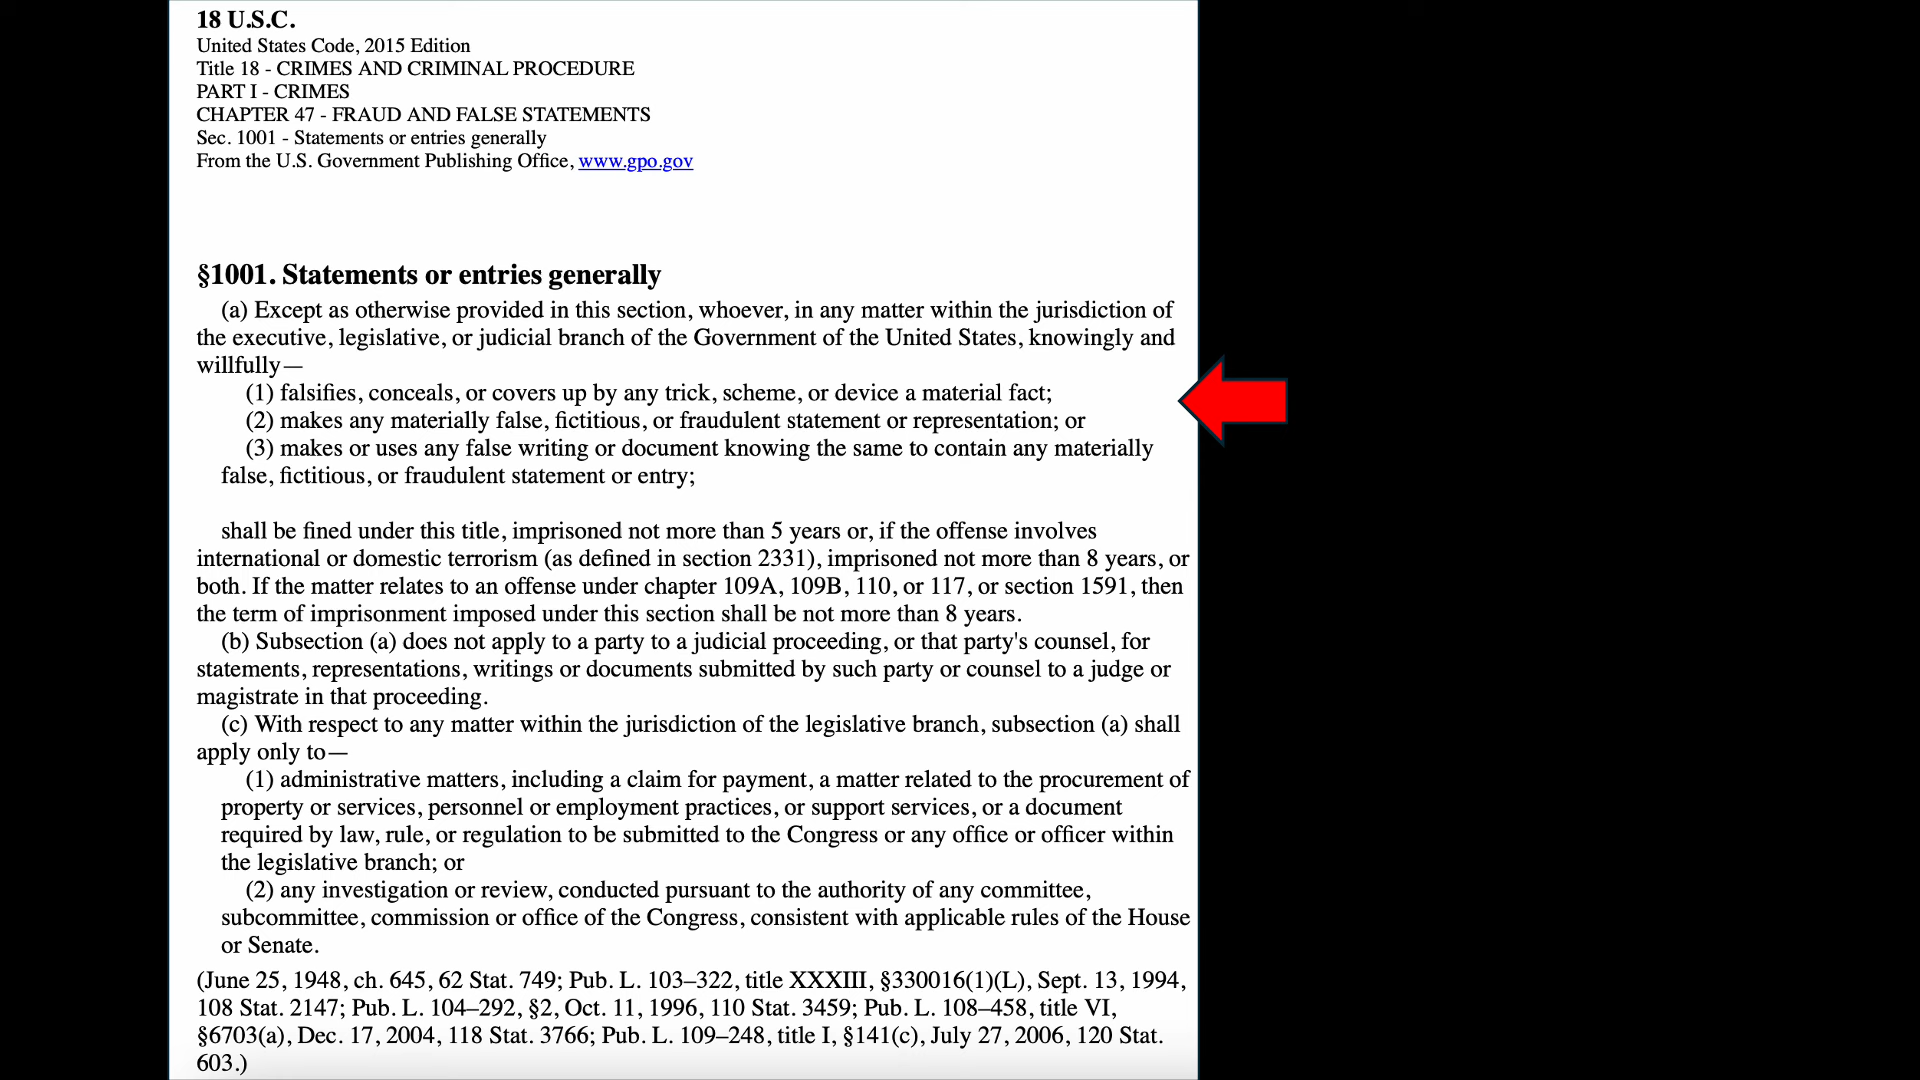 18 U.S.C.
United States Code, 2015 Edition
Title 18 - CRIMES AND CRIMINAL PROCEDURE
PART I - CRIMES
CHAPTER 47 - FRAUD AND FALSE STATEMENTS
Sec. 1001 - Statements or entries generally
From the U.S. Government Publishing Office, www.gpo.gov
§1001. Statements or entries generally
(a) Except as otherwise provided in this section, whoever, in any matter within the jurisdiction of
the executive, legislative, or judicial branch of the Government of the United States, knowingly and
willfully—
(1) falsifies, conceals, or covers up by any trick, scheme, or device a material fact;
(2) makes any materially false, fictitious, or fraudulent statement or representation; or
(3) makes or uses any false writing or document knowing the same to contain any materially
false, fictitious, or fraudulent statement or entry;
shall be fined under this title, imprisoned not more than 5 years or, if the offense involves
international or domestic terrorism (as defined in section 2331), imprisoned not more than 8 years, or
both. If the matter relates to an offense under chapter 109A, 109B, 110, or 117, or section 1591, then
the term of imprisonment imposed under this section shall be not more than 8 years.
(b) Subsection (a) does not apply to a party to a judicial proceeding, or that party's counsel, for
statements, representations, writings or documents submitted by such party or counsel to a judge or
magistrate in that proceeding.
(c) With respect to any matter within the jurisdiction of the legislative branch, subsection (a) shall
apply only to—
(1) administrative matters, including a claim for payment, a matter related to the procurement of
property or services, personnel or employment practices, or support services, or a document
required by law, rule, or regulation to be submitted to the Congress or any office or officer within
the legislative branch; or
(2) any investigation or review, conducted pursuant to the authority of any committee,
subcommittee, commission or office of the Congress, consistent with applicable rules of the House
or Senate.
(June 25, 1948, ch. 645, 62 Stat. 749; Pub. L. 103–322, title XXXIII, §330016(1)(L), Sept. 13, 1994,
108 Stat. 2147; Pub. L. 104–292, §2, Oct. 11, 1996, 110 Stat. 3459; Pub. L. 108–458, title VI,
§6703(a), Dec. 17, 2004, 118 Stat. 3766; Pub. L. 109–248, title I, §141(c), July 27, 2006, 120 Stat.
603.)